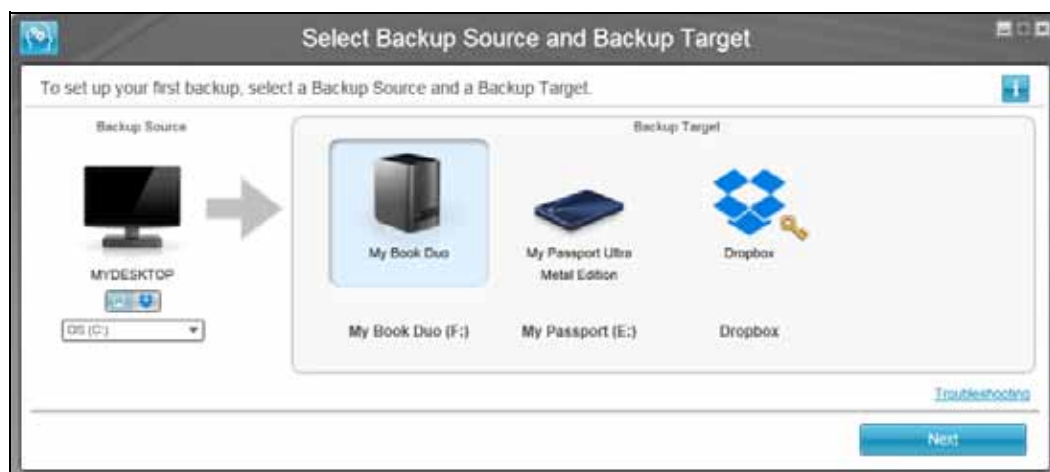 Select Backup Source and Backup Target
To set up your first backup, select a Backup Source and a Backup Target.
Backup Source
Backup Target
MYDESKTOP
OS (C:)
My Book Duo
My Passport Ultra
Metal Edition
Dropbox
My Book Duo (F:)
My Passport (E:)
Dropbox
Troubleshooting
Next